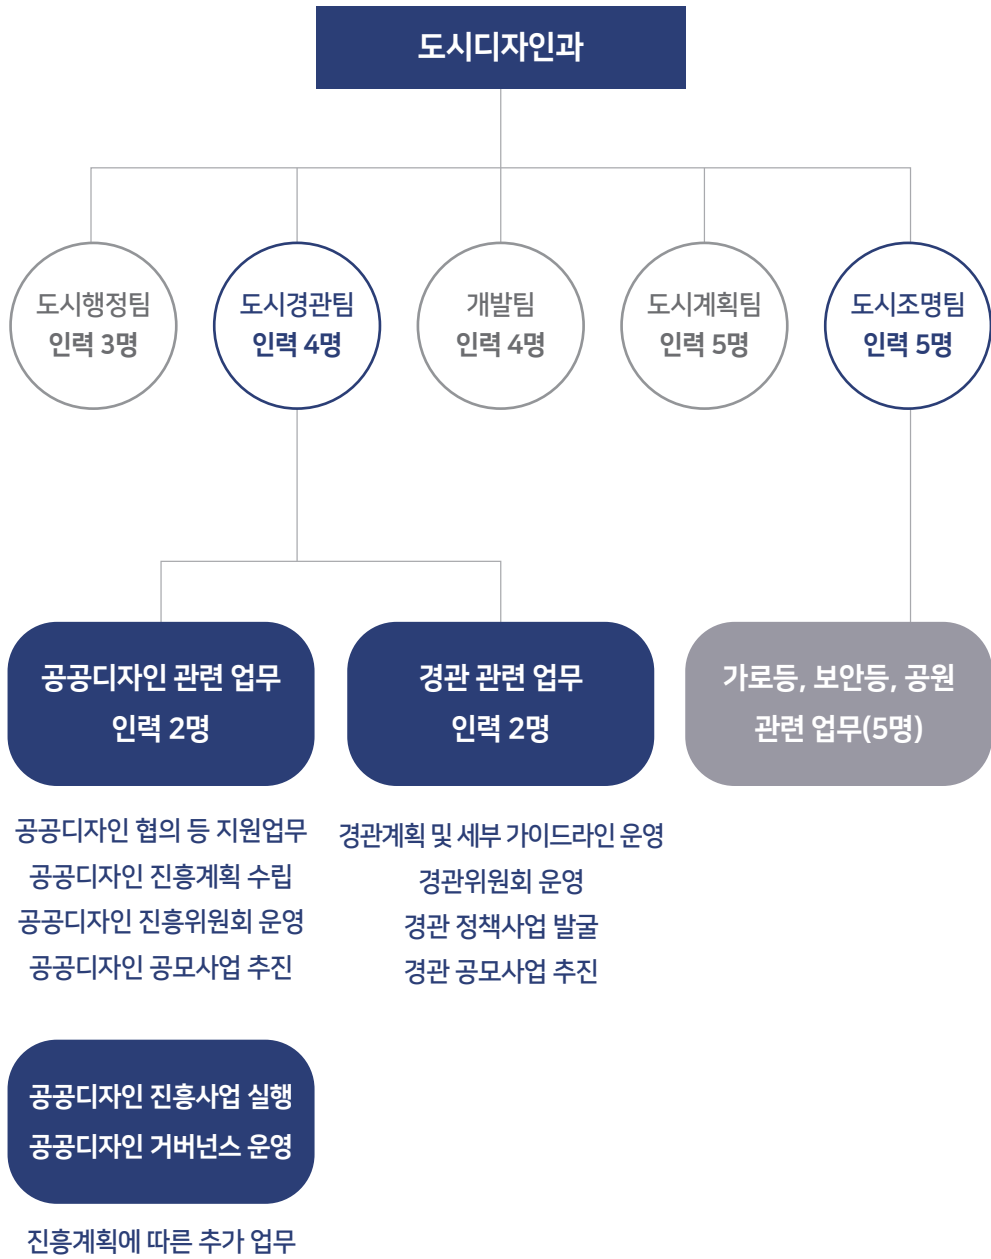 도시디자인과
도시행정팀
인력 3명
도시경관팀
인력 4명
개발팀
인력 4명
도시계획팀
인력 5명
도시조명팀
인력 5명
공공디자인 관련 업무
인력 2명
경관 관련 업무
인력 2명
가로등, 보안등, 공원
관련 업무(5명)
공공디자인 협의 등 지원업무
공공디자인 진흥계획 수립
공공디자인 진흥위원회 운영
공공디자인 공모사업 추진
경관계획 및 세부 가이드라인 운영
경관위원회 운영
경관 정책사업 발굴
경관 공모사업 추진
공공디자인 진흥사업 실행
공공디자인 거버넌스 운영
진흥계획에 따른 추가 업무